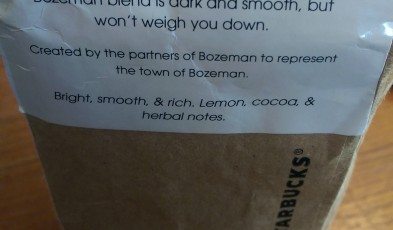 Bozeman blend is dark and smooth, but
won't weigh you down.
Created by the partners of Bozeman to represent
the town of Bozeman.
Bright, smooth, & rich. Lemon, cocoa, &
herbal notes.
TARBUCKS®